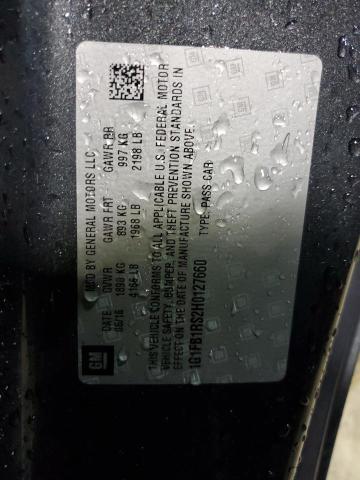 GM
MFD BY GENERAL MOTORS LLC
DATE GVWR GAWR FRT GAWR RR
06/16 1890 KG 893 KG 997 KG
4166 LB 1968 LB 2198 LB
THIS VEHICLE CONFORMS TO ALL APPLICABLE U.S. FEDERAL MOTOR
VEHICLE SAFETY, BUMPER, AND THEFT PREVENTION STANDARDS IN
EFFECT ON THE DATE OF MANUFACTURE SHOWN ABOVE.
1G1FB1RS2H0127660 TYPE: PASS CAR